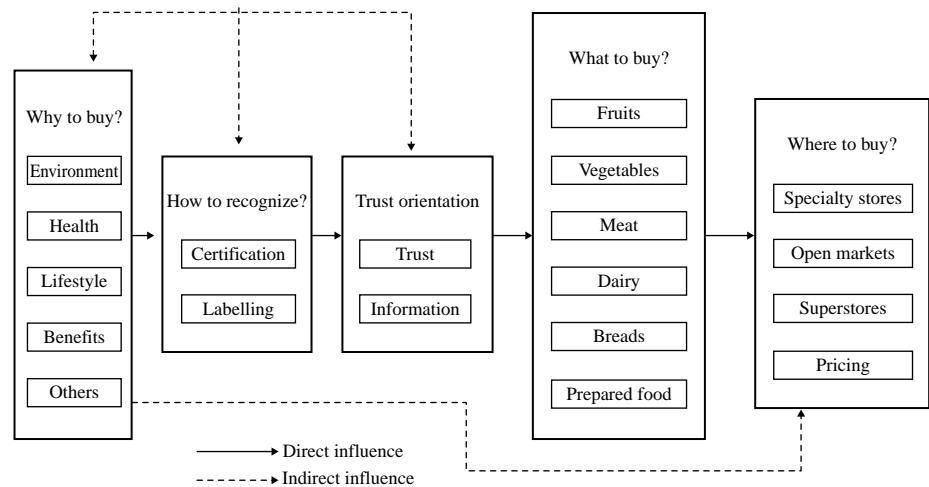 Why to buy?
Environment
Health
Lifestyle
Benefits
Others
How to recognize?
Certification
Labelling
Trust orientation
Trust
Information
What to buy?
Fruits
Vegetables
Meat
Dairy
Breads
Prepared food
Where to buy?
Specialty stores
Open markets
Superstores
Pricing
Direct influence
Indirect influence